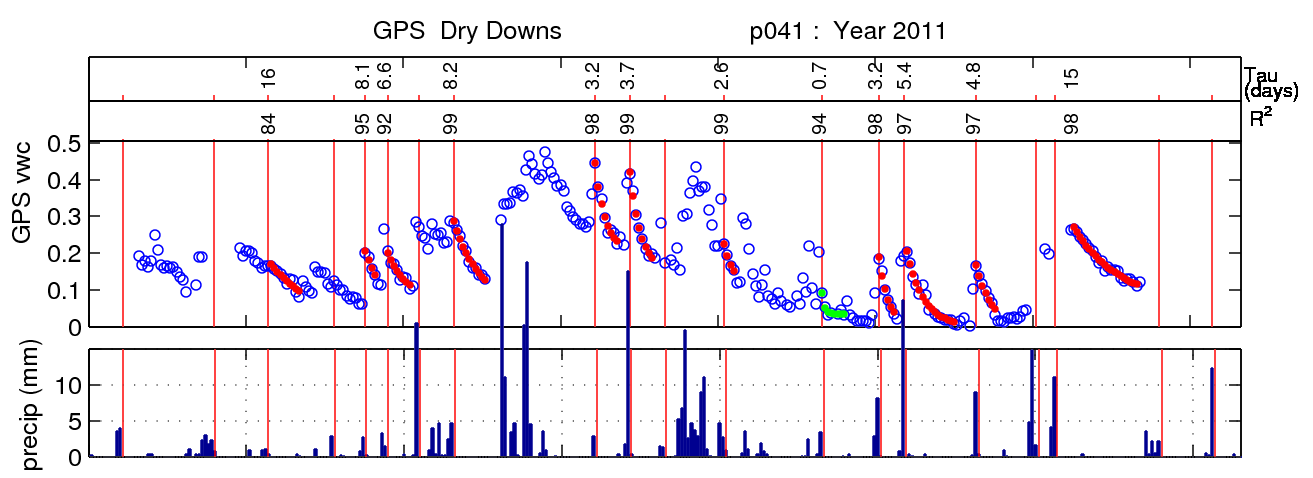 GPS Dry Downs p041 : Year 2011
16 8.1 6.6 8.2 3.2 3.7 2.6 0.7 3.2 5.4 4.8 15 Tau
(days)
84 95 92 99 98 99 99 94 98 97 97 98 R2
GPS vwc
0.5
0.4
0.3
0.2
0.1
0
precip (mm)
10
5
0